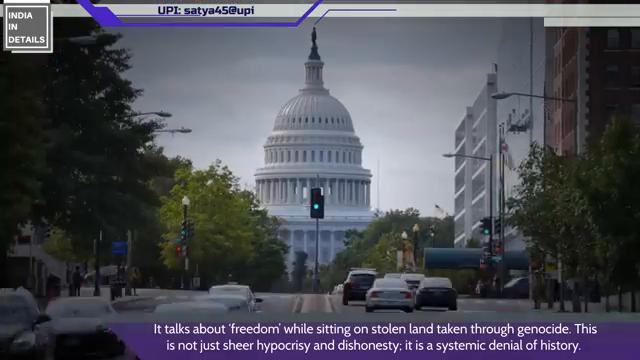 UPI: satya45@upi
INDIA
IN
DETAILS
It talks about 'freedom' while sitting on stolen land taken through genocide. This
is not just sheer hypocrisy and dishonesty; it is a systemic denial of history.